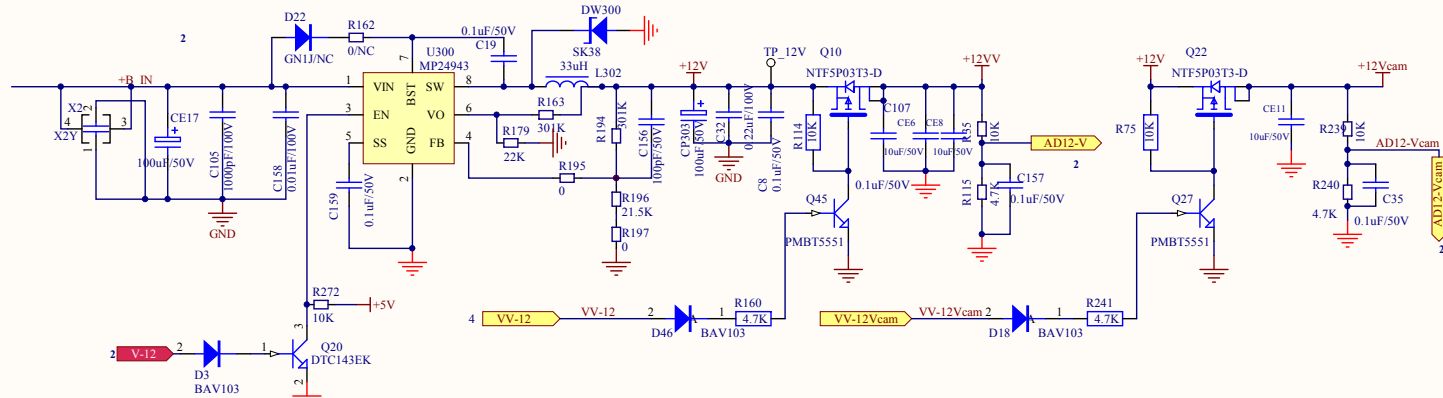 D22
R162
GN1J/NC
0/NC
2
0.1uF/50V
C19
DW300
SK38
33uH
L302
U300
MP24943
7
1
VIN
BST
SW
8
3
EN
VO
6
5
SS
GND
FB
4
2
+B_IN
X2
2
4
3
X2Y
1
CE17
100uF/50V
C105
1000pF/100V
C158
0.01uF/100V
GND
C159
0.1uF/50V
R163
301K
R179
22K
R195
0
R194
301K
C156
100pF/50V
R196
21.5K
R197
0
+12V
CP303
100uF/50V
C32
0.22uF/100V
GND
TP_12V
C8
0.1uF/50V
Q10
NTF5P03T3-D
R114
10K
C107
0.1uF/50V
CE6
10uF/50V
CE8
10uF/50V
+12VV
R35
10K
AD12-V
2
R115
4.7K
C157
0.1uF/50V
Q45
PMBT5551
+12V
Q22
NTF5P03T3-D
R75
10K
+12Vcam
CE11
10uF/50V
R239
10K
AD12-Vcam
AD12-Vcam
2
R240
4.7K
C35
0.1uF/50V
Q27
PMBT5551
R272
10K
+5V
3
Q20
DTC143EK
2
2
V-12
2
D3
BAV103
1
4
VV-12
VV-12
2
D46
BAV103
1
R160
4.7K
VV-12Vcam
VV-12Vcam
2
D18
BAV103
1
R241
4.7K